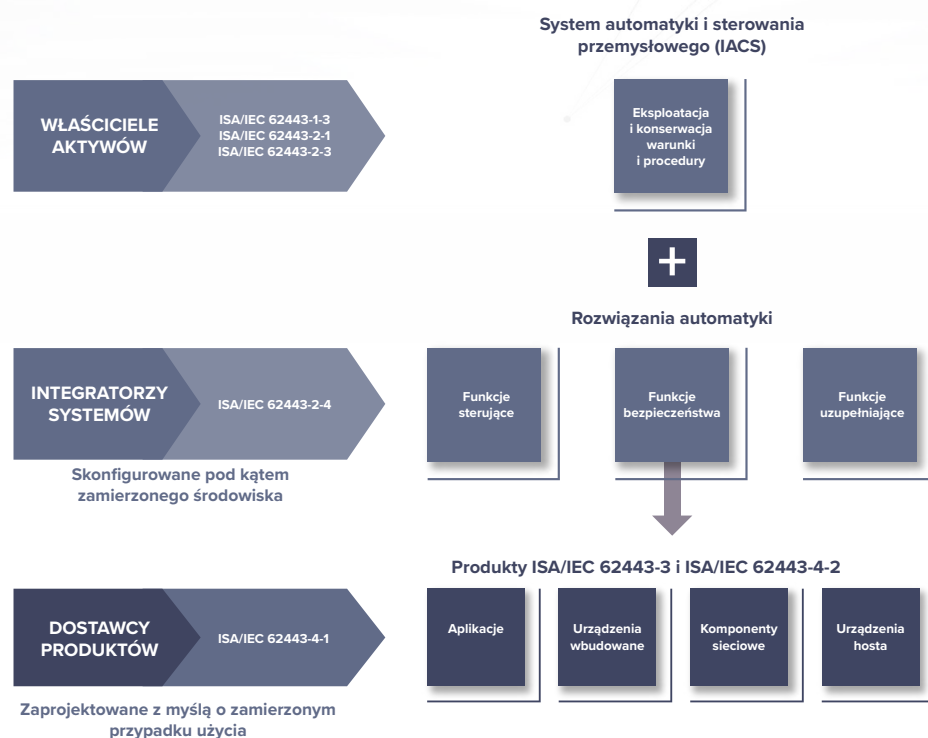 System automatyki i sterowania
przemysłowego (IACS)
WŁAŚCICIELE
AKTYWÓW
ISA/IEC 62443-1-3
ISA/IEC 62443-2-1
ISA/IEC 62443-2-3
Eksploatacja
i konserwacja
warunki
i procedury
+
Rozwiązania automatyki
INTEGRATORZY
SYSTEMÓW
ISA/IEC 62443-2-4
Funkcje
sterujące
Funkcje
bezpieczeństwa
Funkcje
uzupełniające
Skonfigurowane pod kątem
zamierzonego środowiska
Produkty ISA/IEC 62443-3 i ISA/IEC 62443-4-2
DOSTAWCY
PRODUKTÓW
ISA/IEC 62443-4-1
Aplikacje
Urządzenia
wbudowane
Komponenty
sieciowe
Urządzenia
hosta
Zaprojektowane z myślą o zamierzonym
przypadku użycia